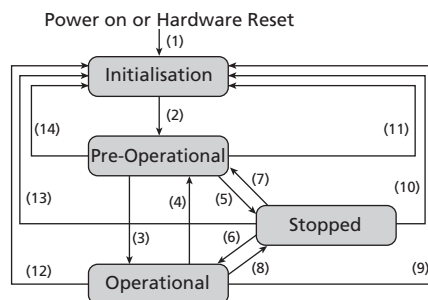 Power on or Hardware Reset
(1)
Initialisation
(2)
(14)
(11)
Pre-Operational
(7)
(13)
(4)
(5)
(10)
Stopped
(3)
(6)
(12)
Operational
(8)
(9)